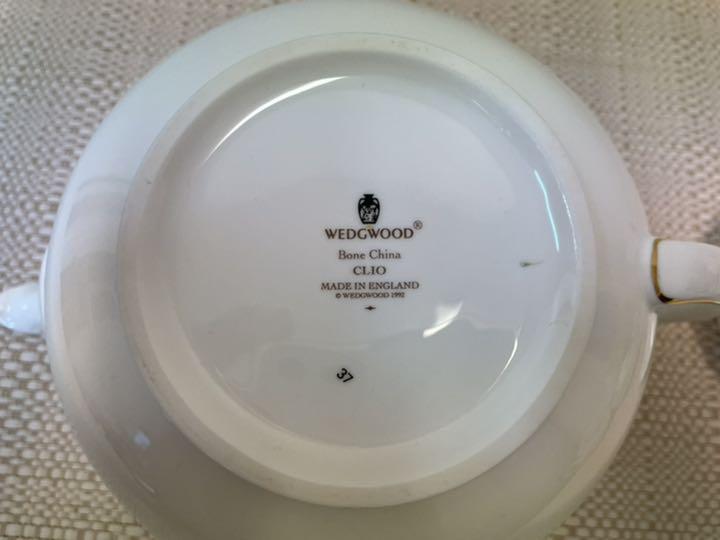 WEDGWOOD®
Bone China
CLIO
MADE IN ENGLAND
© WEDGWOOD 1992
37